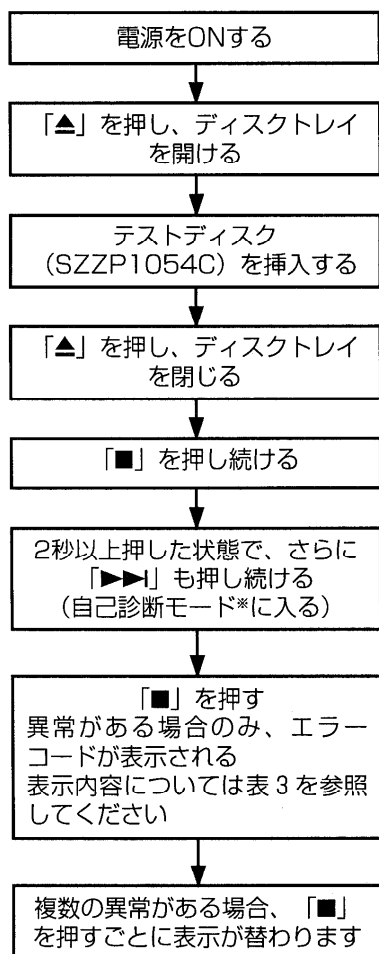 電源をONする
「▲」を押し、ディスクトレイ
を開ける
テストディスク
（SZZP1054C）を挿入する
「▲」を押し、ディスクトレイ
を閉じる
「■」を押し続ける
2秒以上押した状態で、さらに
「▶▶|」も押し続ける
（自己診断モード※に入る）
「■」を押す
異常がある場合のみ、エラー
コードが表示される
表示内容については表3を参照
してください
複数の異常がある場合、「■」
を押すごとに表示が替わります